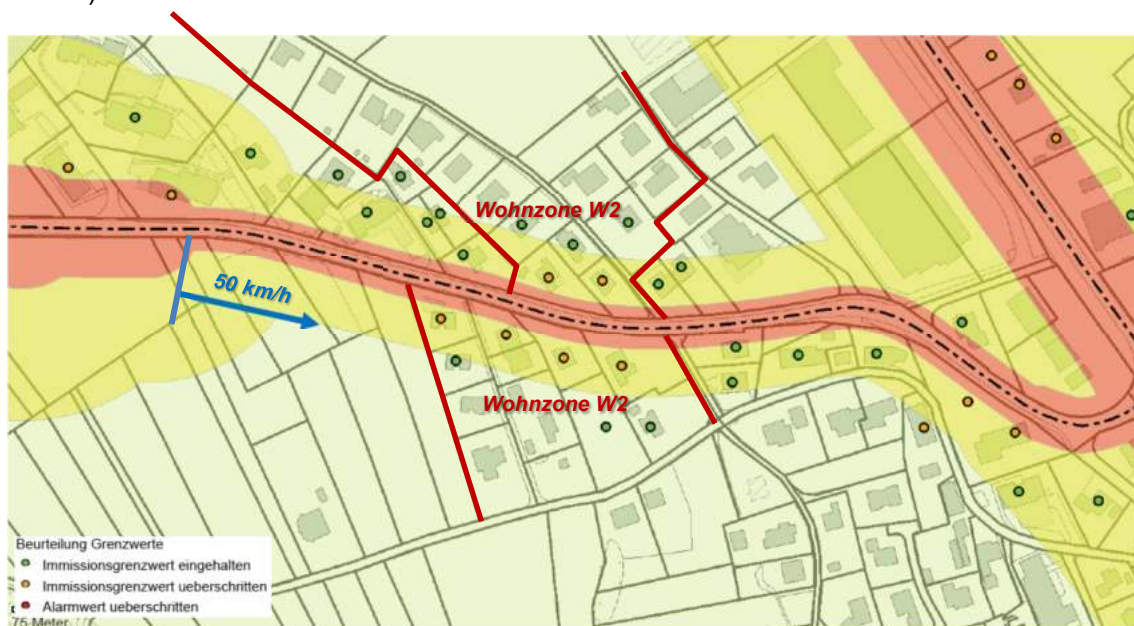 )
Wohnzone W2
50 km/h
Wohnzone W2
Beurteilung Grenzwerte
Immissionsgrenzwert eingehalten
Immissionsgrenzwert ueberschritten
Alarmwert ueberschritten
75 Meter